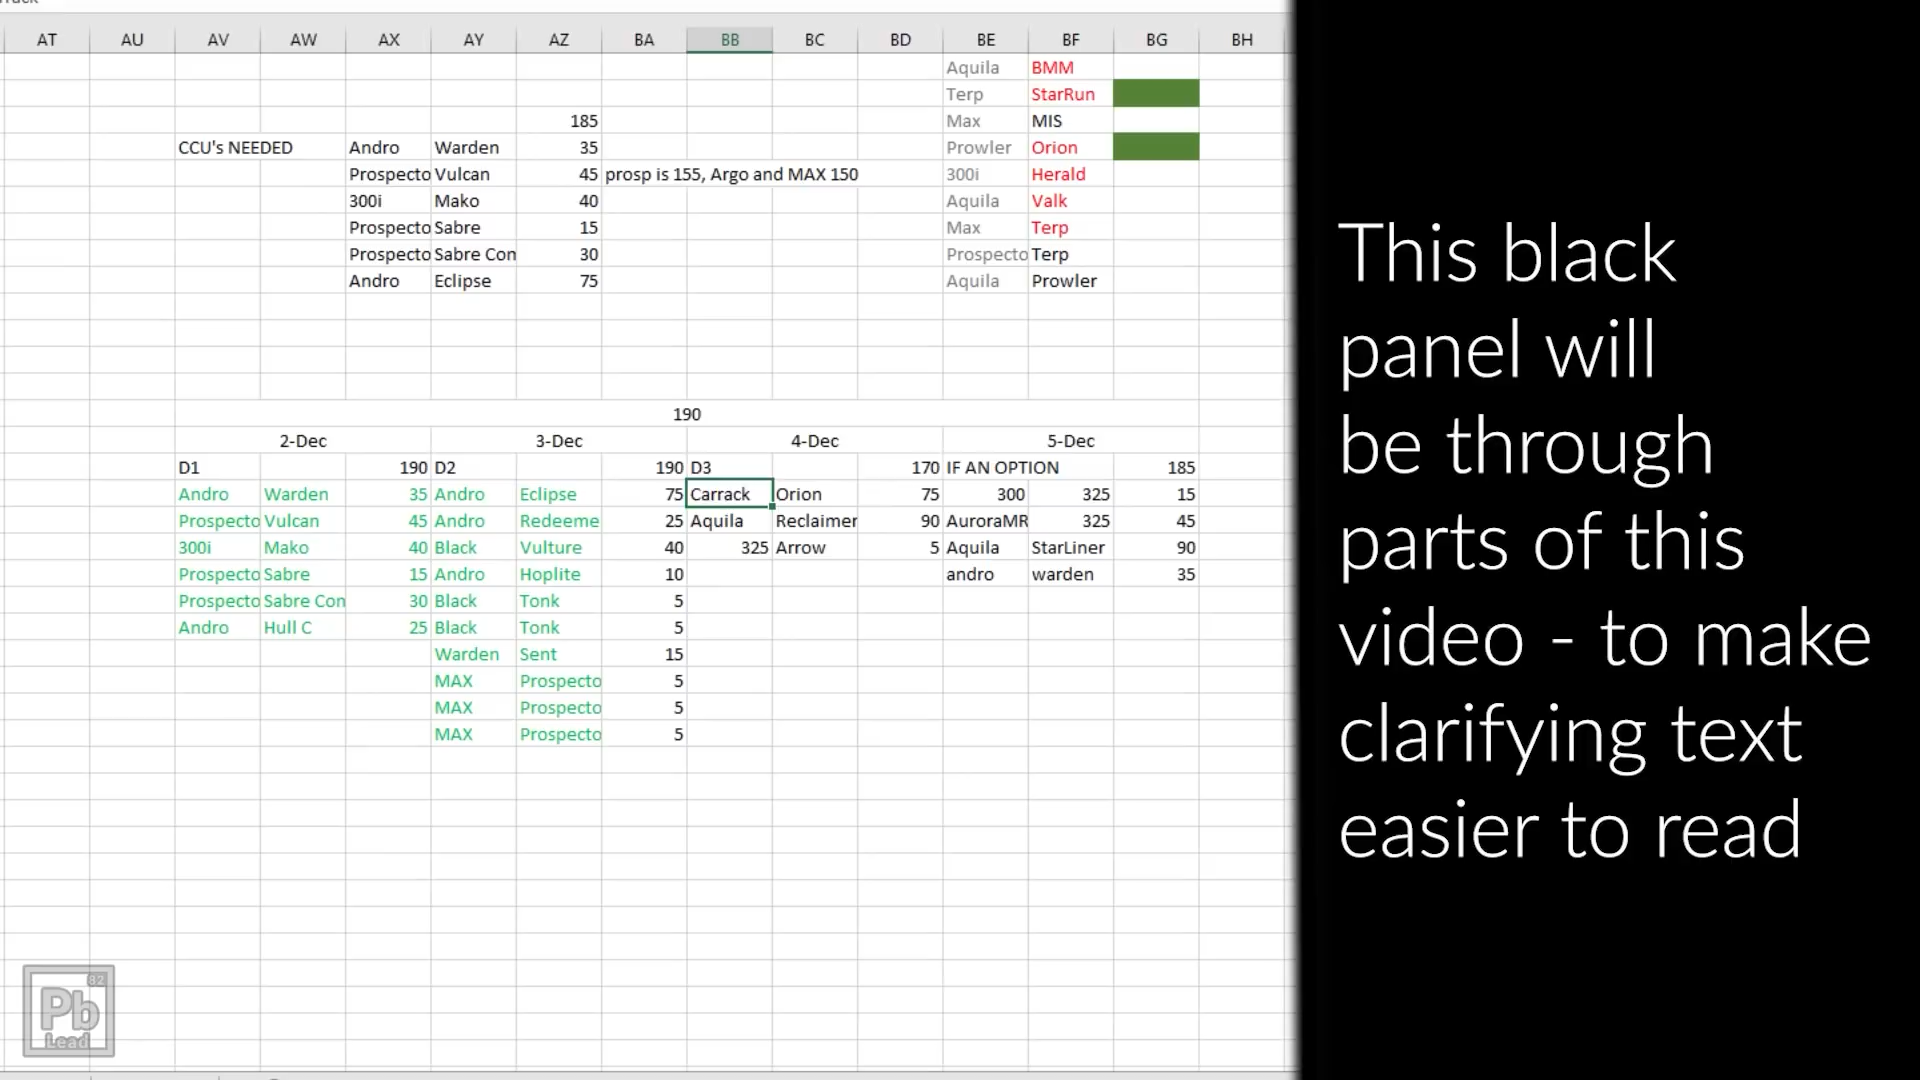 AT AU AV AW AX AY AZ BA BB BC BD BE BF BG BH
Aquila BMM
Terp StarRun
185 Max MIS
CCU's NEEDED Andro Warden 35 Prowler Orion
Prospecto Vulcan 45 prosp is 155, Argo and MAX 150 300i Herald
300i Mako 40 Aquila Valk
Prospecto Sabre 15 Max Terp
Prospecto Sabre Con 30 Prospecto Terp
Andro Eclipse 75 Aquila Prowler
190
2-Dec 3-Dec 4-Dec 5-Dec
D1 190 D2 190 D3 170 IF AN OPTION 185
Andro Warden 35 Andro Eclipse 75 Carrack Orion 75 300 325 15
Prospecto Vulcan 45 Andro Redeeme 25 Aquila Reclaimer 90 AuroraMR 325 45
300i Mako 40 Black Vulture 40 325 Arrow 5 Aquila StarLiner 90
Prospecto Sabre 15 Andro Hoplite 10 andro warden 35
Prospecto Sabre Con 30 Black Tonk 5
Andro Hull C 25 Black Tonk 5
Warden Sent 15
MAX Prospecto 5
MAX Prospecto 5
MAX Prospecto 5
82
Pb
Lead
This black
panel will
be through
parts of this
video - to make
clarifying text
easier to read